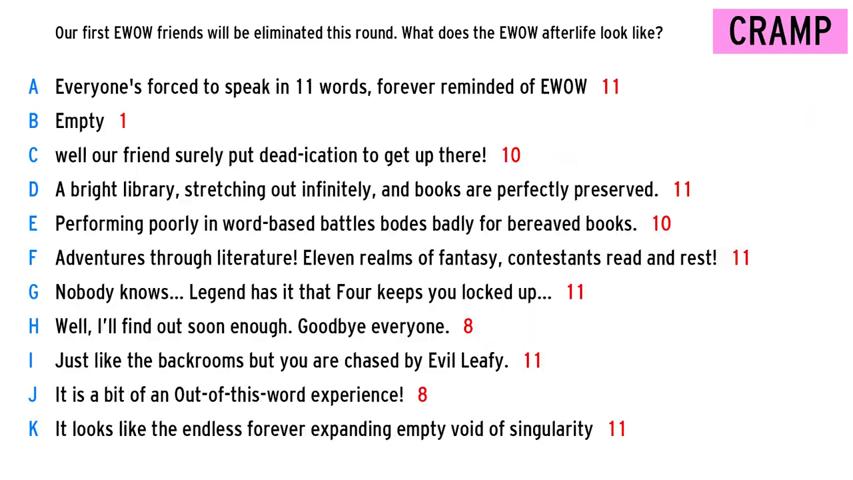 Our first EWOW friends will be eliminated this round. What does the EWOW afterlife look like?
CRAMP
A Everyone's forced to speak in 11 words, forever reminded of EWOW 11
B Empty 1
C well our friend surely put dead-ication to get up there! 10
D A bright library, stretching out infinitely, and books are perfectly preserved. 11
E Performing poorly in word-based battles bodes badly for bereaved books. 10
F Adventures through literature! Eleven realms of fantasy, contestants read and rest! 11
G Nobody knows... Legend has it that Four keeps you locked up... 11
H Well, I'll find out soon enough. Goodbye everyone. 8
I Just like the backrooms but you are chased by Evil Leafy. 11
J It is a bit of an Out-of-this-word experience! 8
K It looks like the endless forever expanding empty void of singularity 11